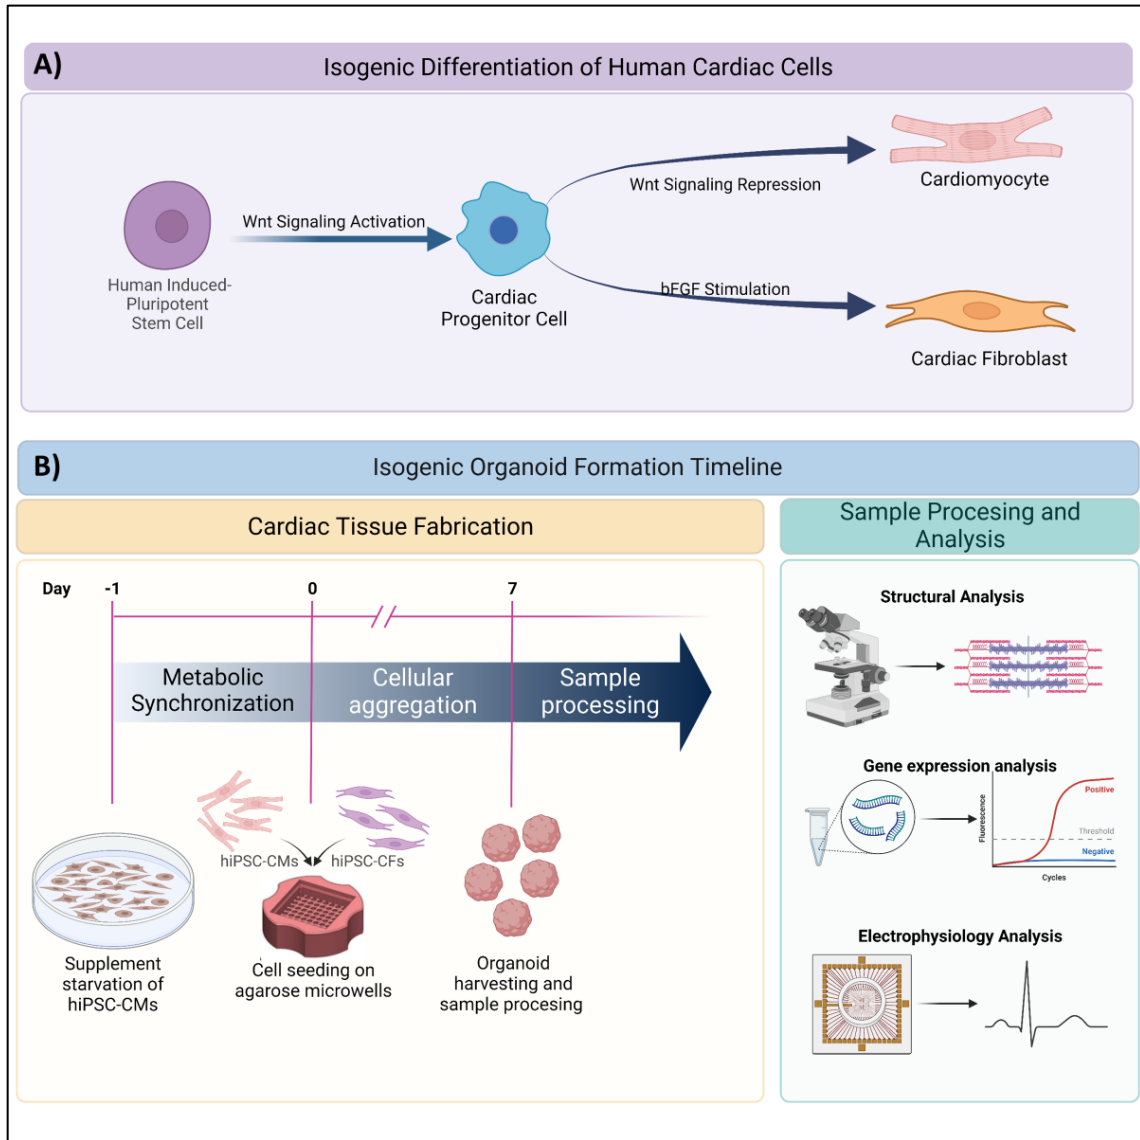 A)
Isogenic Differentiation of Human Cardiac Cells
Wnt Signaling Activation
Human Induced-
Pluripotent
Stem Cell
Cardiac
Progenitor Cell
Wnt Signaling Repression
Cardiomyocyte
bFGF Stimulation
Cardiac Fibroblast
B)
Isogenic Organoid Formation Timeline
Cardiac Tissue Fabrication
Day -1 0 7
Metabolic
Synchronization
Cellular
aggregation
Sample
processing
hiPSC-CMs hiPSC-CFs
Supplement
starvation of
hiPSC-CMs
Cell seeding on
agarose microwells
Organoid
harvesting and
sample procesing
Sample Procesing and
Analysis
Structural Analysis
Gene expression analysis
Fluorescence
Positive
Threshold
Negative
Cycles
Electrophysiology Analysis